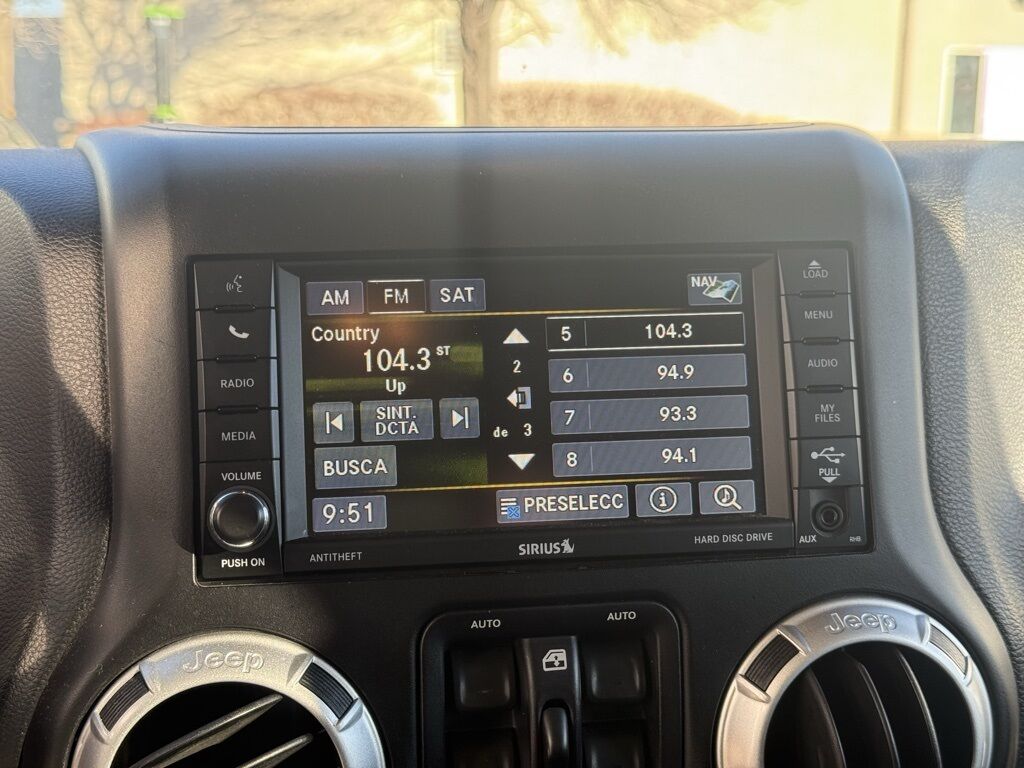 AM FM SAT NAV
Country
104.3 ST
Up
SINT.
DCTA
BUSCA
9:51
2
de 3
5 104.3
6 94.9
7 93.3
8 94.1
PRESELECC
RADIO
MEDIA
VOLUME
PUSH ON
LOAD
MENU
AUDIO
MY
FILES
PULL
AUX RHB
ANTITHEFT
SIRIUS
HARD DISC DRIVE
AUTO AUTO
Jeep Jeep